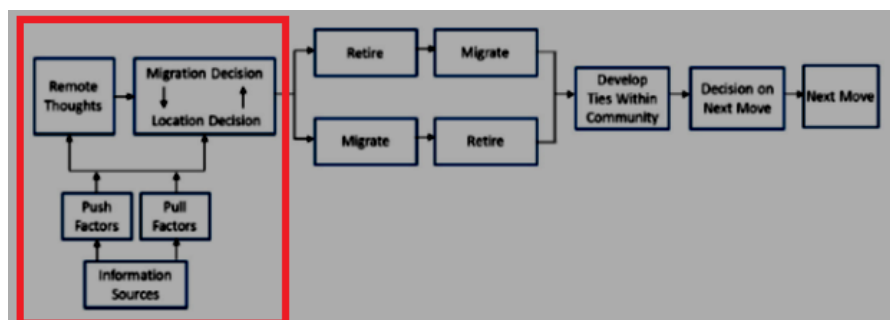 Remote
Thoughts
Migration Decision
Location Decision
Push
Factors
Pull
Factors
Information
Sources
Retire
Migrate
Migrate
Retire
Develop
Ties Within
Community
Decision on
Next Move
Next Move